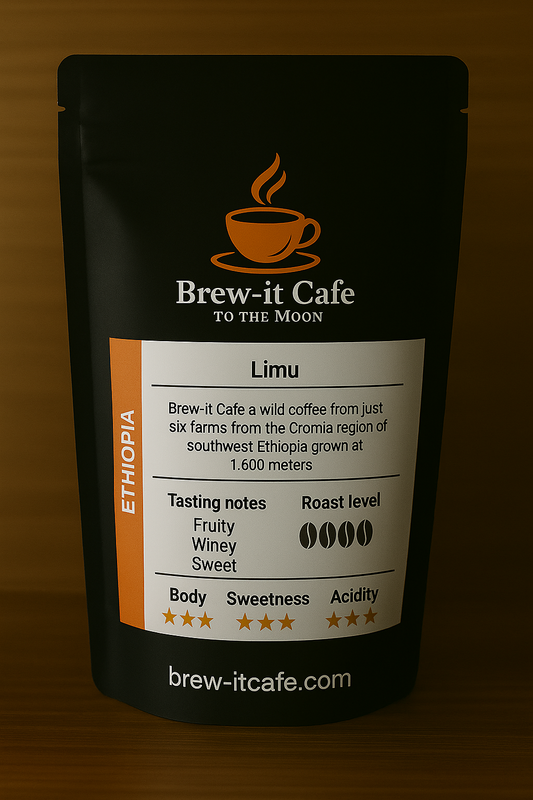 Brew-it Cafe
TO THE MOON
ETHIOPIA
Limu
Brew-it Cafe a wild coffee from just
six farms from the Cromia region of
southwest Ethiopia grown at
1.600 meters
Tasting notes
Fruity
Winey
Sweet
Roast level
Body
Sweetness
Acidity
brew-itcafe.com